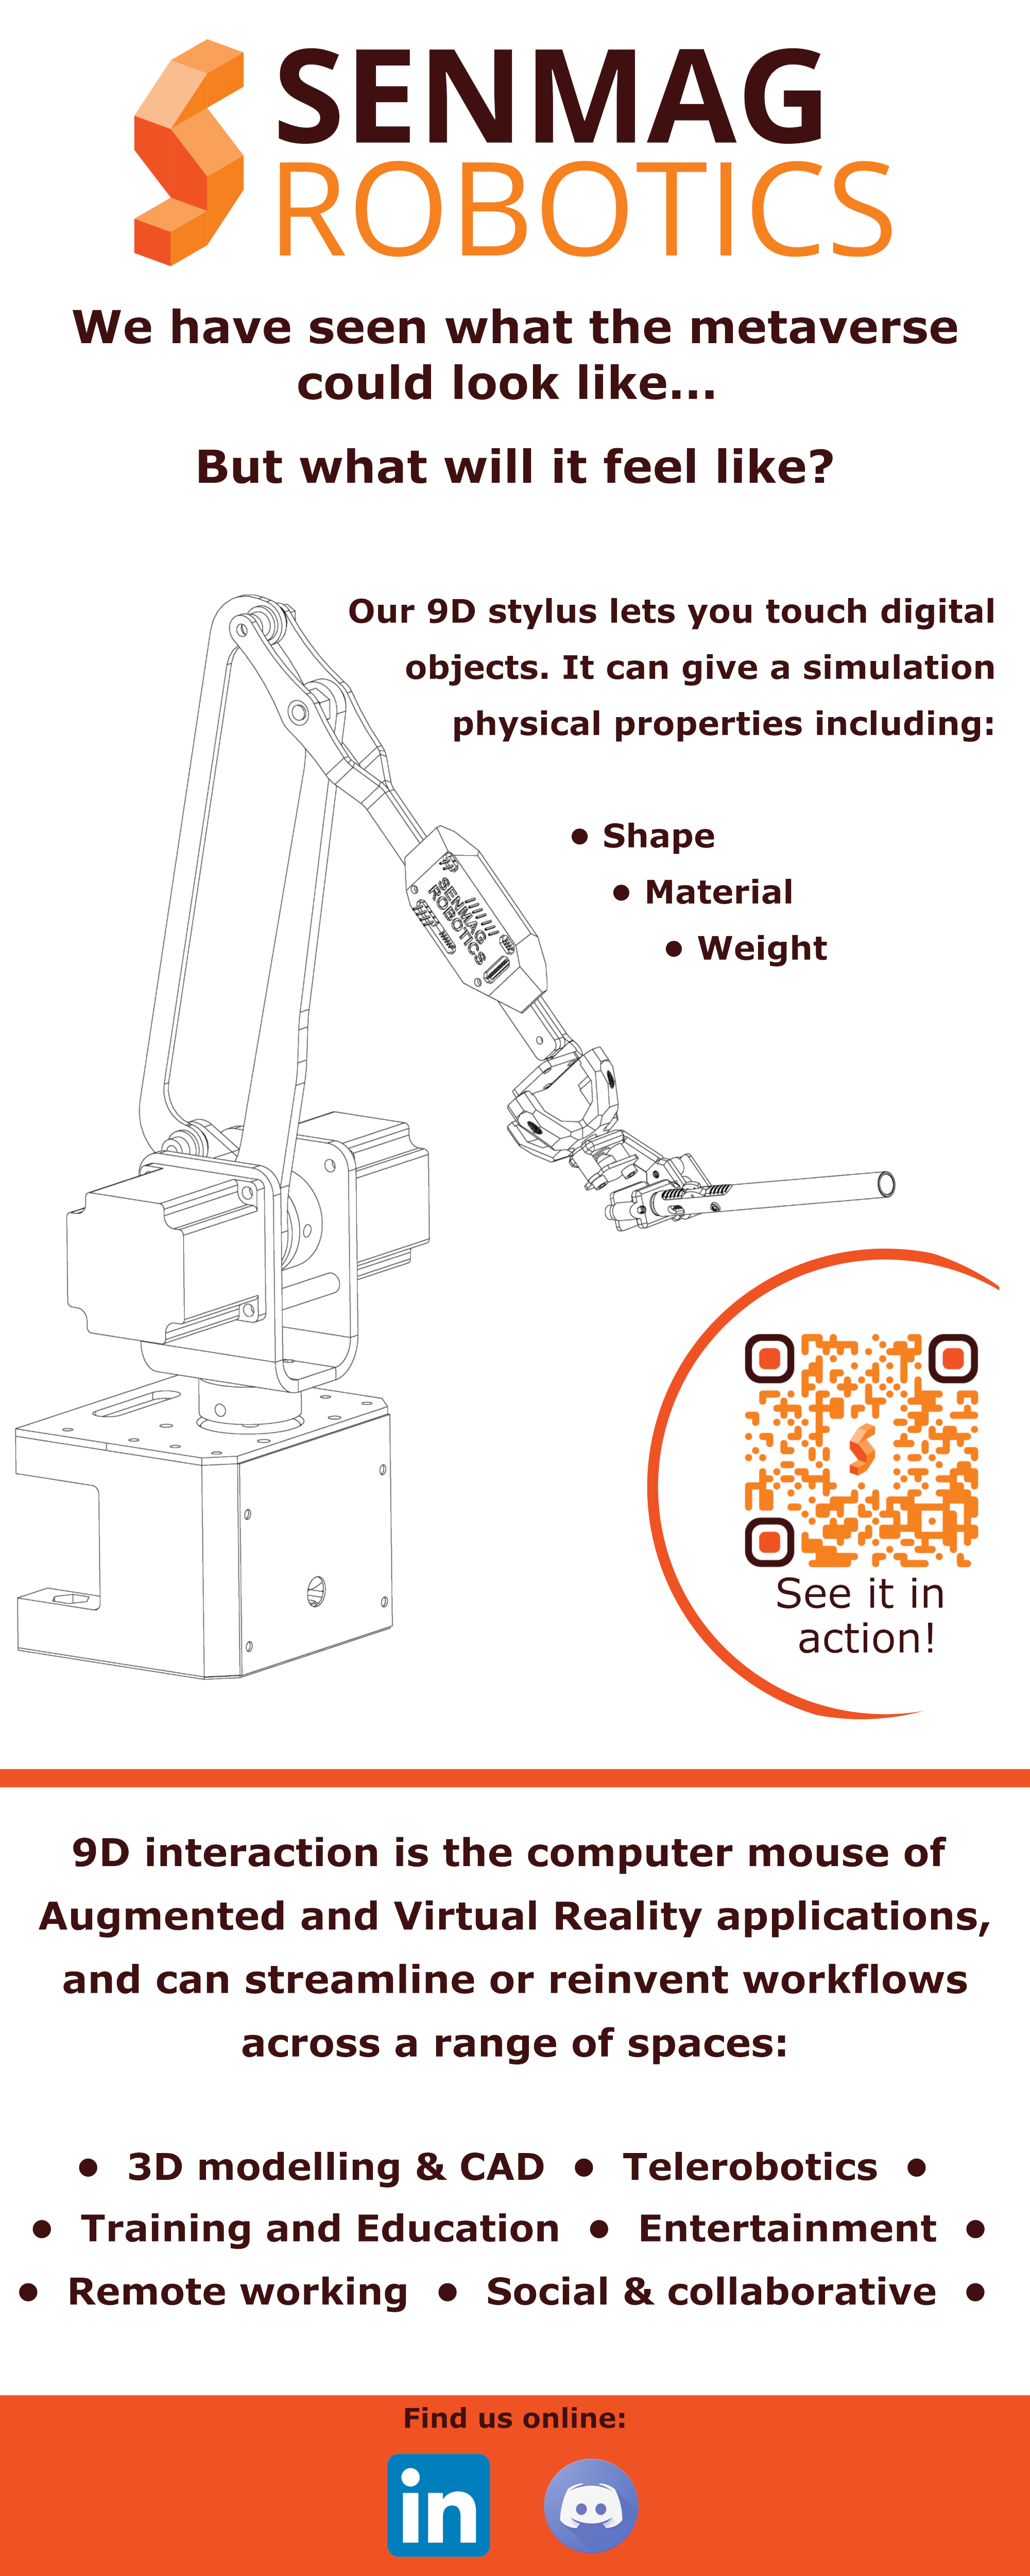 SENMAG
ROBOTICS
We have seen what the metaverse
could look like...
But what will it feel like?
Our 9D stylus lets you touch digital
objects. It can give a simulation
physical properties including:
● Shape
● Material
● Weight
SENMAG
ROBOTICS
See it in
action!
9D interaction is the computer mouse of
Augmented and Virtual Reality applications,
and can streamline or reinvent workflows
across a range of spaces:
● 3D modelling & CAD ● Telerobotics ●
● Training and Education ● Entertainment ●
● Remote working ● Social & collaborative ●
Find us online:
in